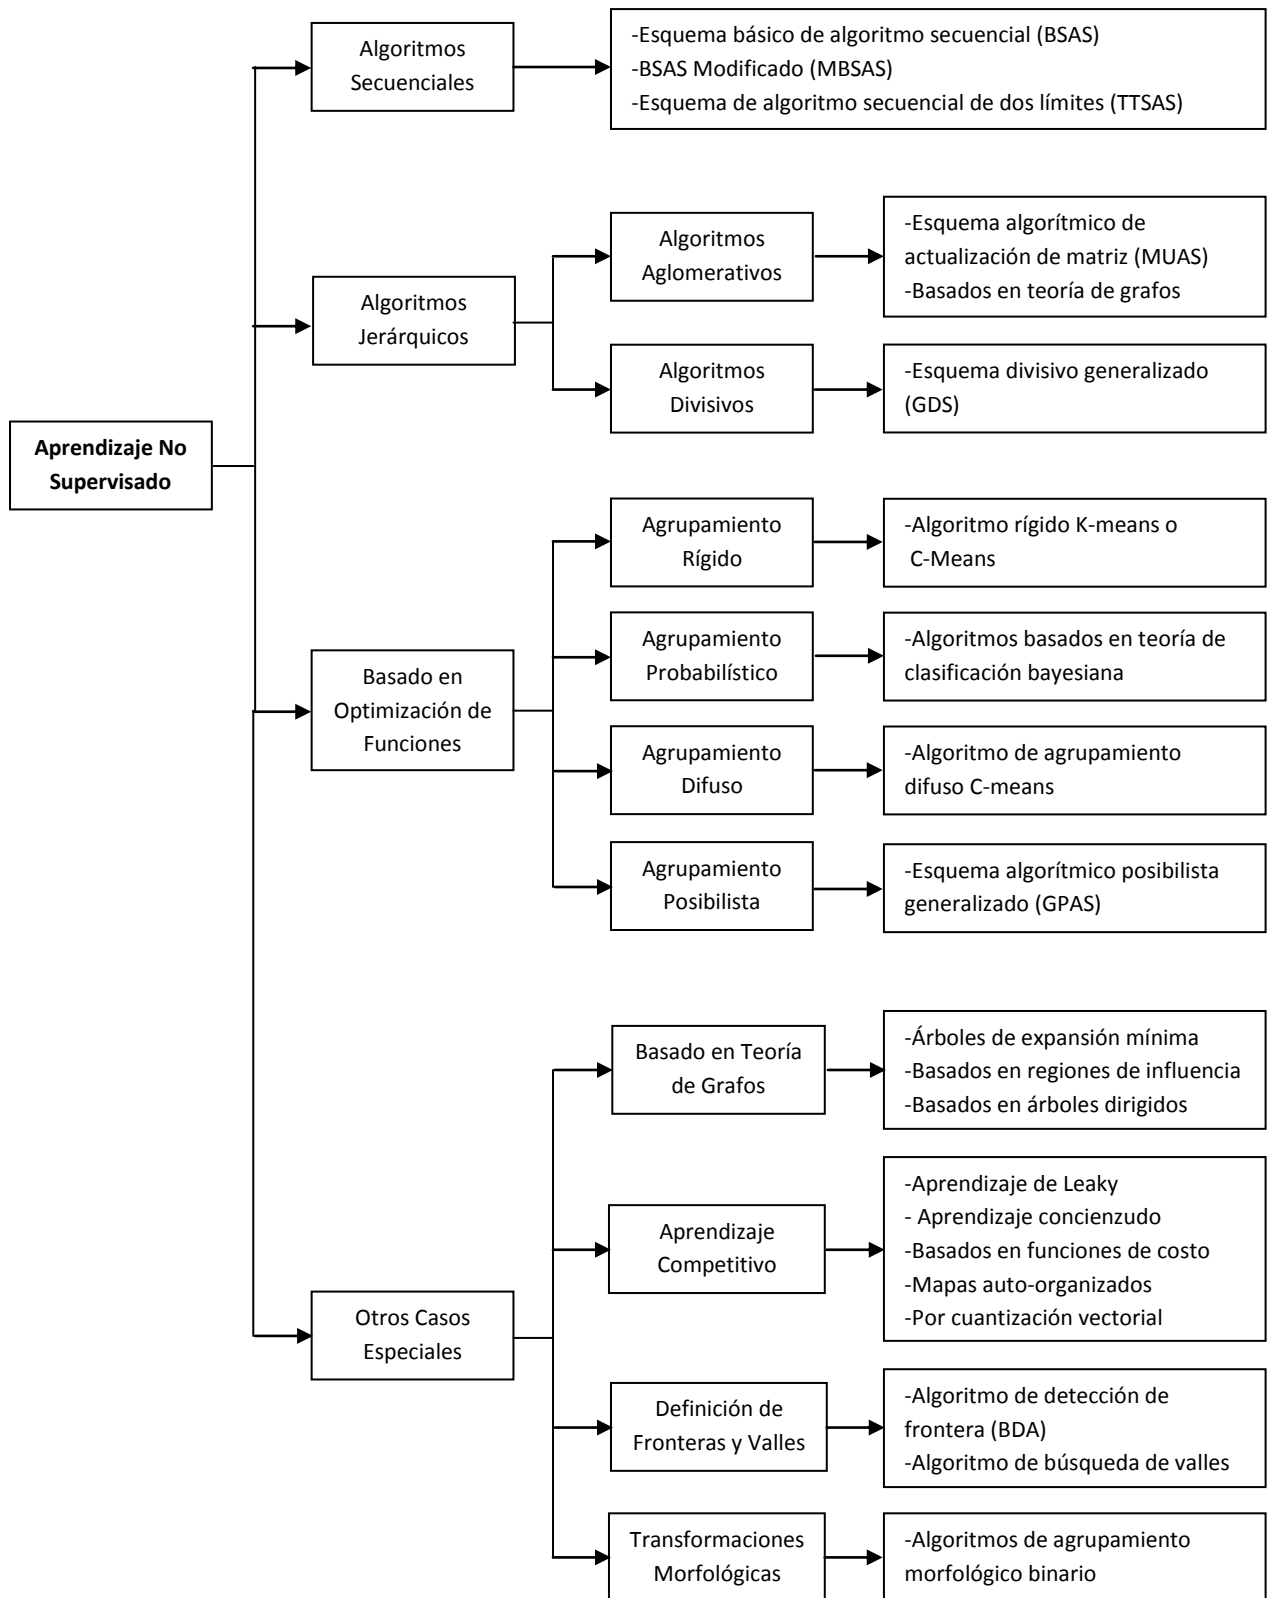 Algoritmos
Secuenciales
-Esquema básico de algoritmo secuencial (BSAS)
-BSAS Modificado (MBSAS)
-Esquema de algoritmo secuencial de dos límites (TTSAS)
Algoritmos
Jerárquicos
Algoritmos
Aglomerativos
-Esquema algorítmico de
actualización de matriz (MUAS)
-Basados en teoría de grafos
Algoritmos
Divisivos
-Esquema divisivo generalizado
(GDS)
Aprendizaje No
Supervisado
Basado en
Optimización de
Funciones
Agrupamiento
Rígido
-Algoritmo rígido K-means o
C-Means
Agrupamiento
Probabilístico
-Algoritmos basados en teoría de
clasificación bayesiana
Agrupamiento
Difuso
-Algoritmo de agrupamiento
difuso C-means
Agrupamiento
Posibilista
-Esquema algorítmico posibilista
generalizado (GPAS)
Otros Casos
Especiales
Basado en Teoría
de Grafos
-Árboles de expansión mínima
-Basados en regiones de influencia
-Basados en árboles dirigidos
Aprendizaje
Competitivo
-Aprendizaje de Leaky
- Aprendizaje concienzudo
-Basados en funciones de costo
-Mapas auto-organizados
-Por cuantización vectorial
Definición de
Fronteras y Valles
-Algoritmo de detección de
frontera (BDA)
-Algoritmo de búsqueda de valles
Transformaciones
Morfológicas
-Algoritmos de agrupamiento
morfológico binario